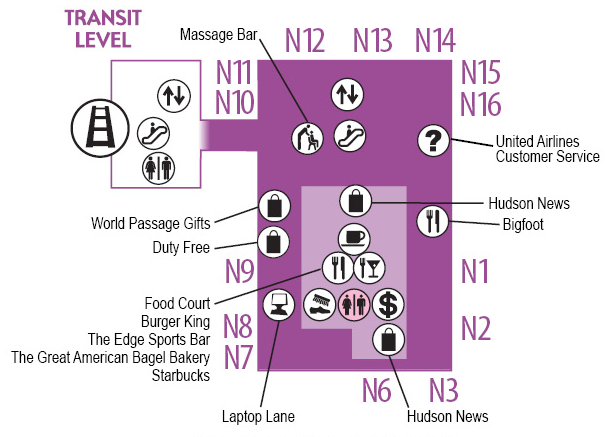 TRANSIT
LEVEL
Massage Bar
N12
N13
N14
N11
N10
N15
N16
?
United Airlines
Customer Service
Hudson News
Bigfoot
World Passage Gifts
Duty Free
N9
N1
Food Court
Burger King
The Edge Sports Bar
The Great American Bagel Bakery
Starbucks
N8
N7
$
N2
N6
N3
Laptop Lane
Hudson News